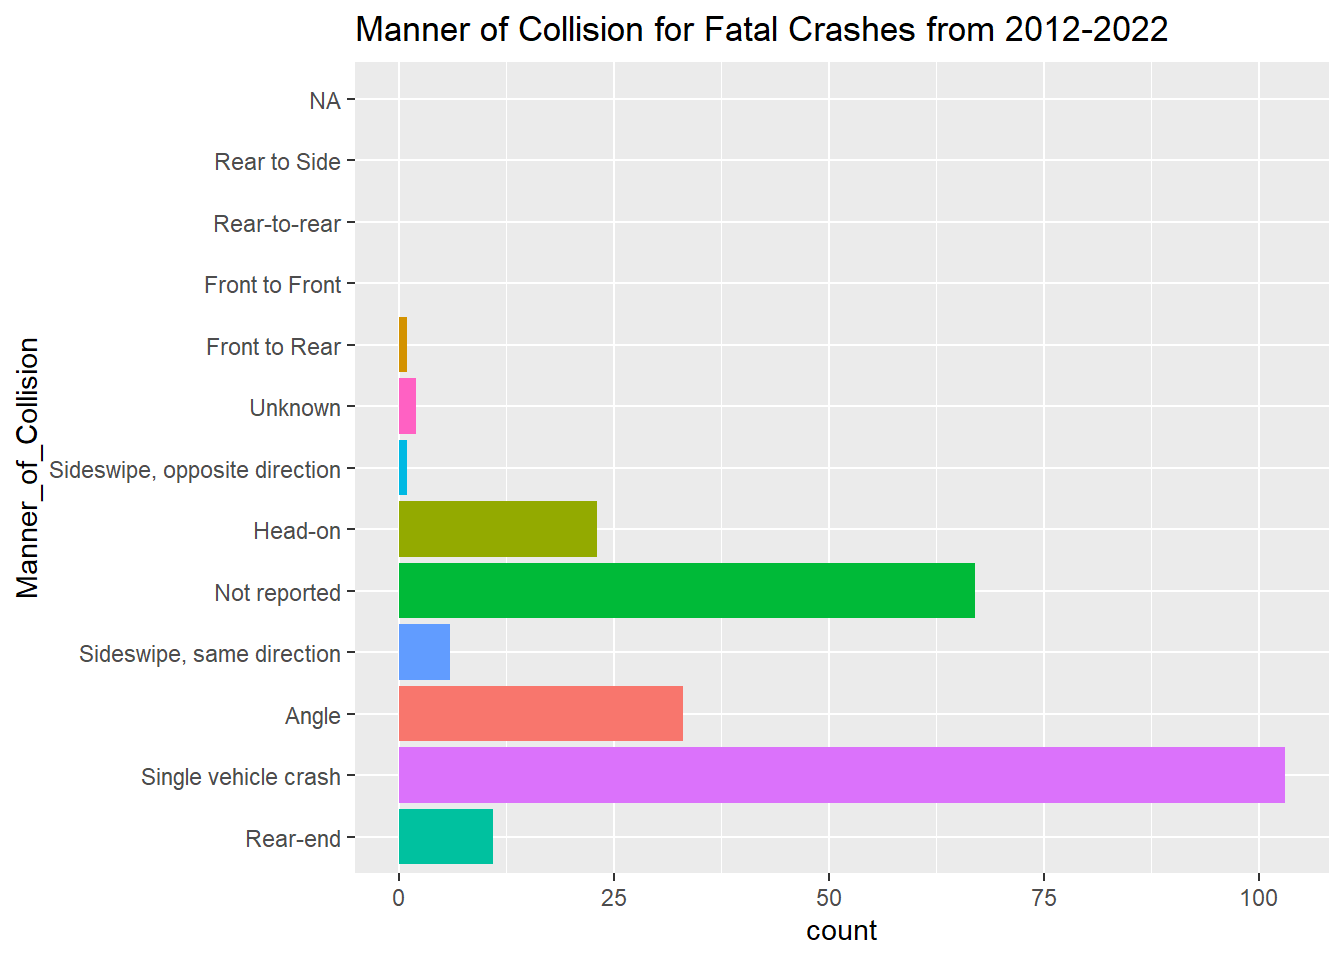 Manner of Collision for Fatal Crashes from 2012-2022
NA
Rear to Side
Rear-to-rear
Front to Front
Front to Rear
Unknown
Sideswipe, opposite direction
Head-on
Not reported
Sideswipe, same direction
Angle
Single vehicle crash
Rear-end
Manner_of_Collision
0 25 50 75 100
count